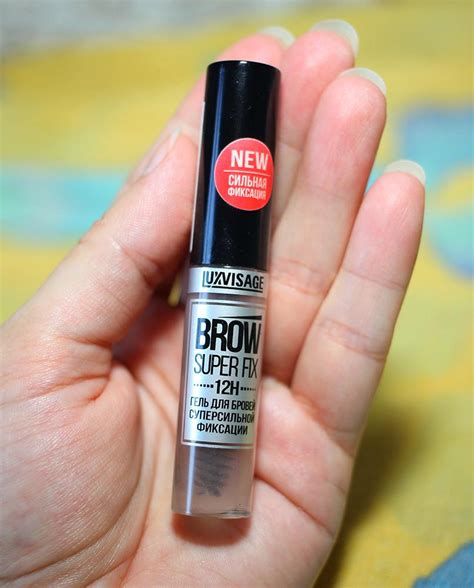 NEW
СИЛЬНАЯ
ФИКСАЦИЯ
LUXVISAGE
BROW
SUPER FIX
12H
ГЕЛЬ ДЛЯ БРОВЕЙ
СУПЕРСИЛЬНОЙ
ФИКСАЦИИ